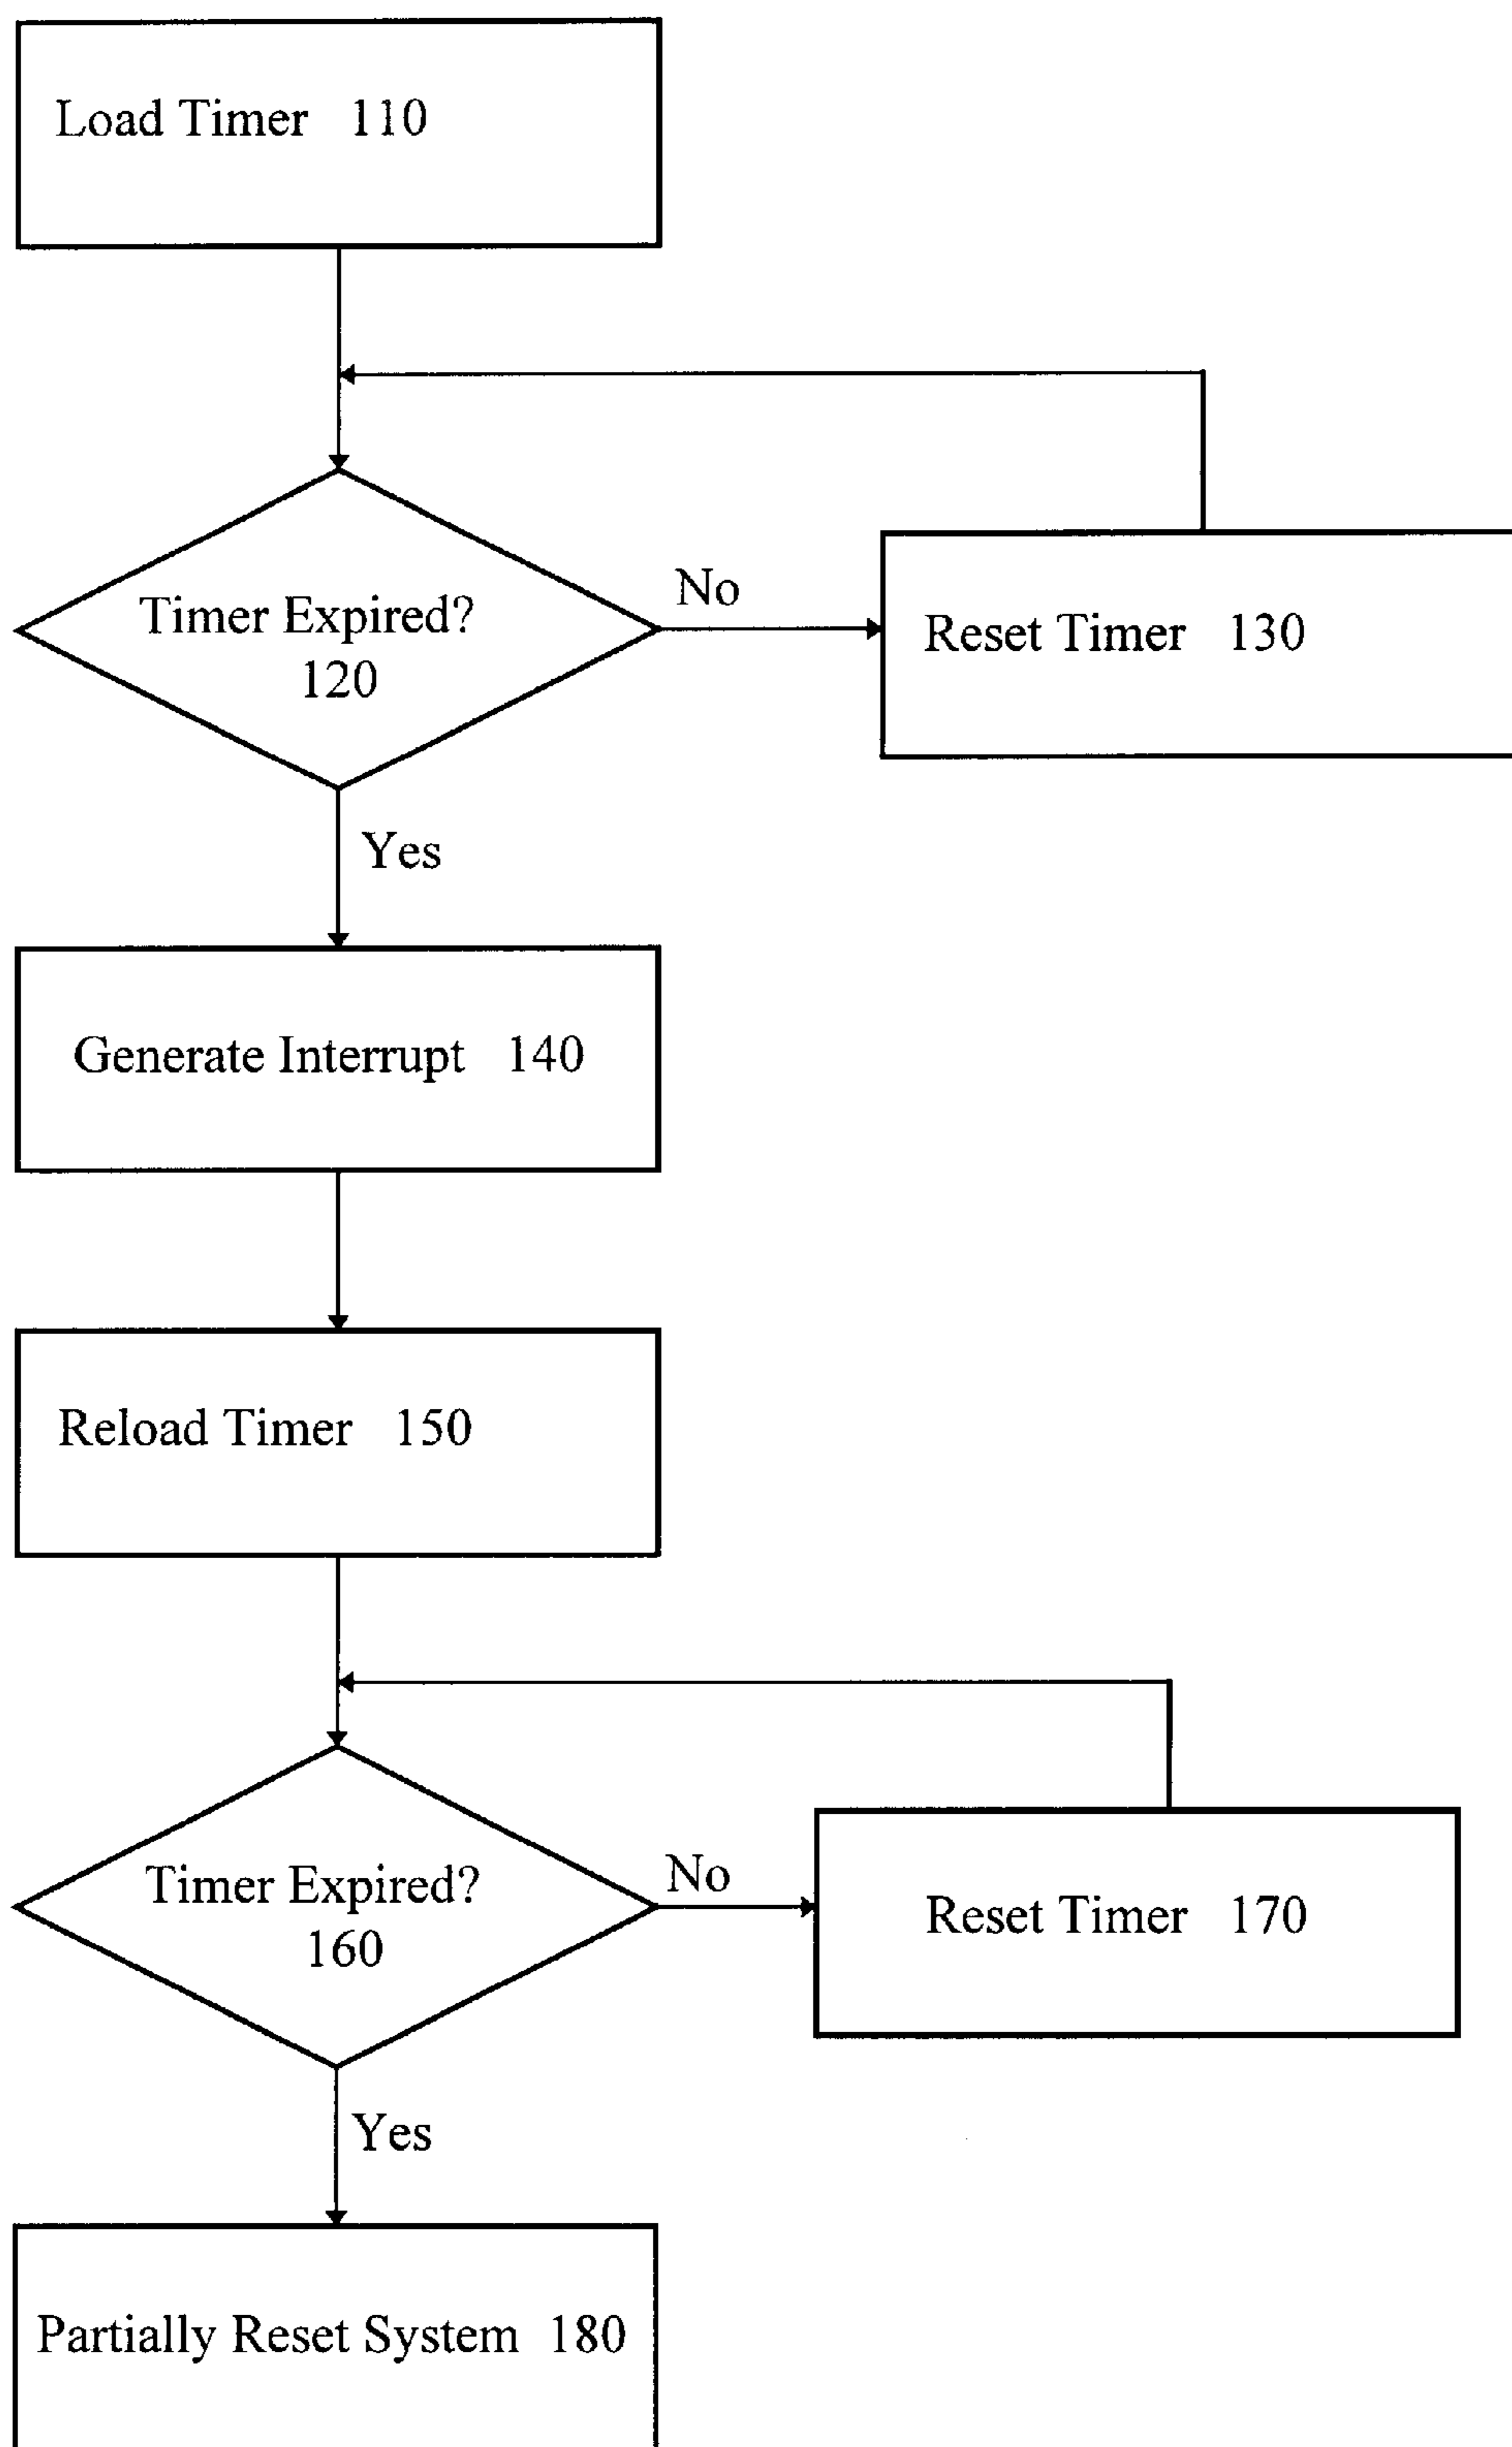 Load Timer 110
No
Timer Expired?
120
Reset Timer 130
Yes
Generate Interrupt 140
Reload Timer 150
No
Timer Expired?
160
Reset Timer 170
Yes
Partially Reset System 180